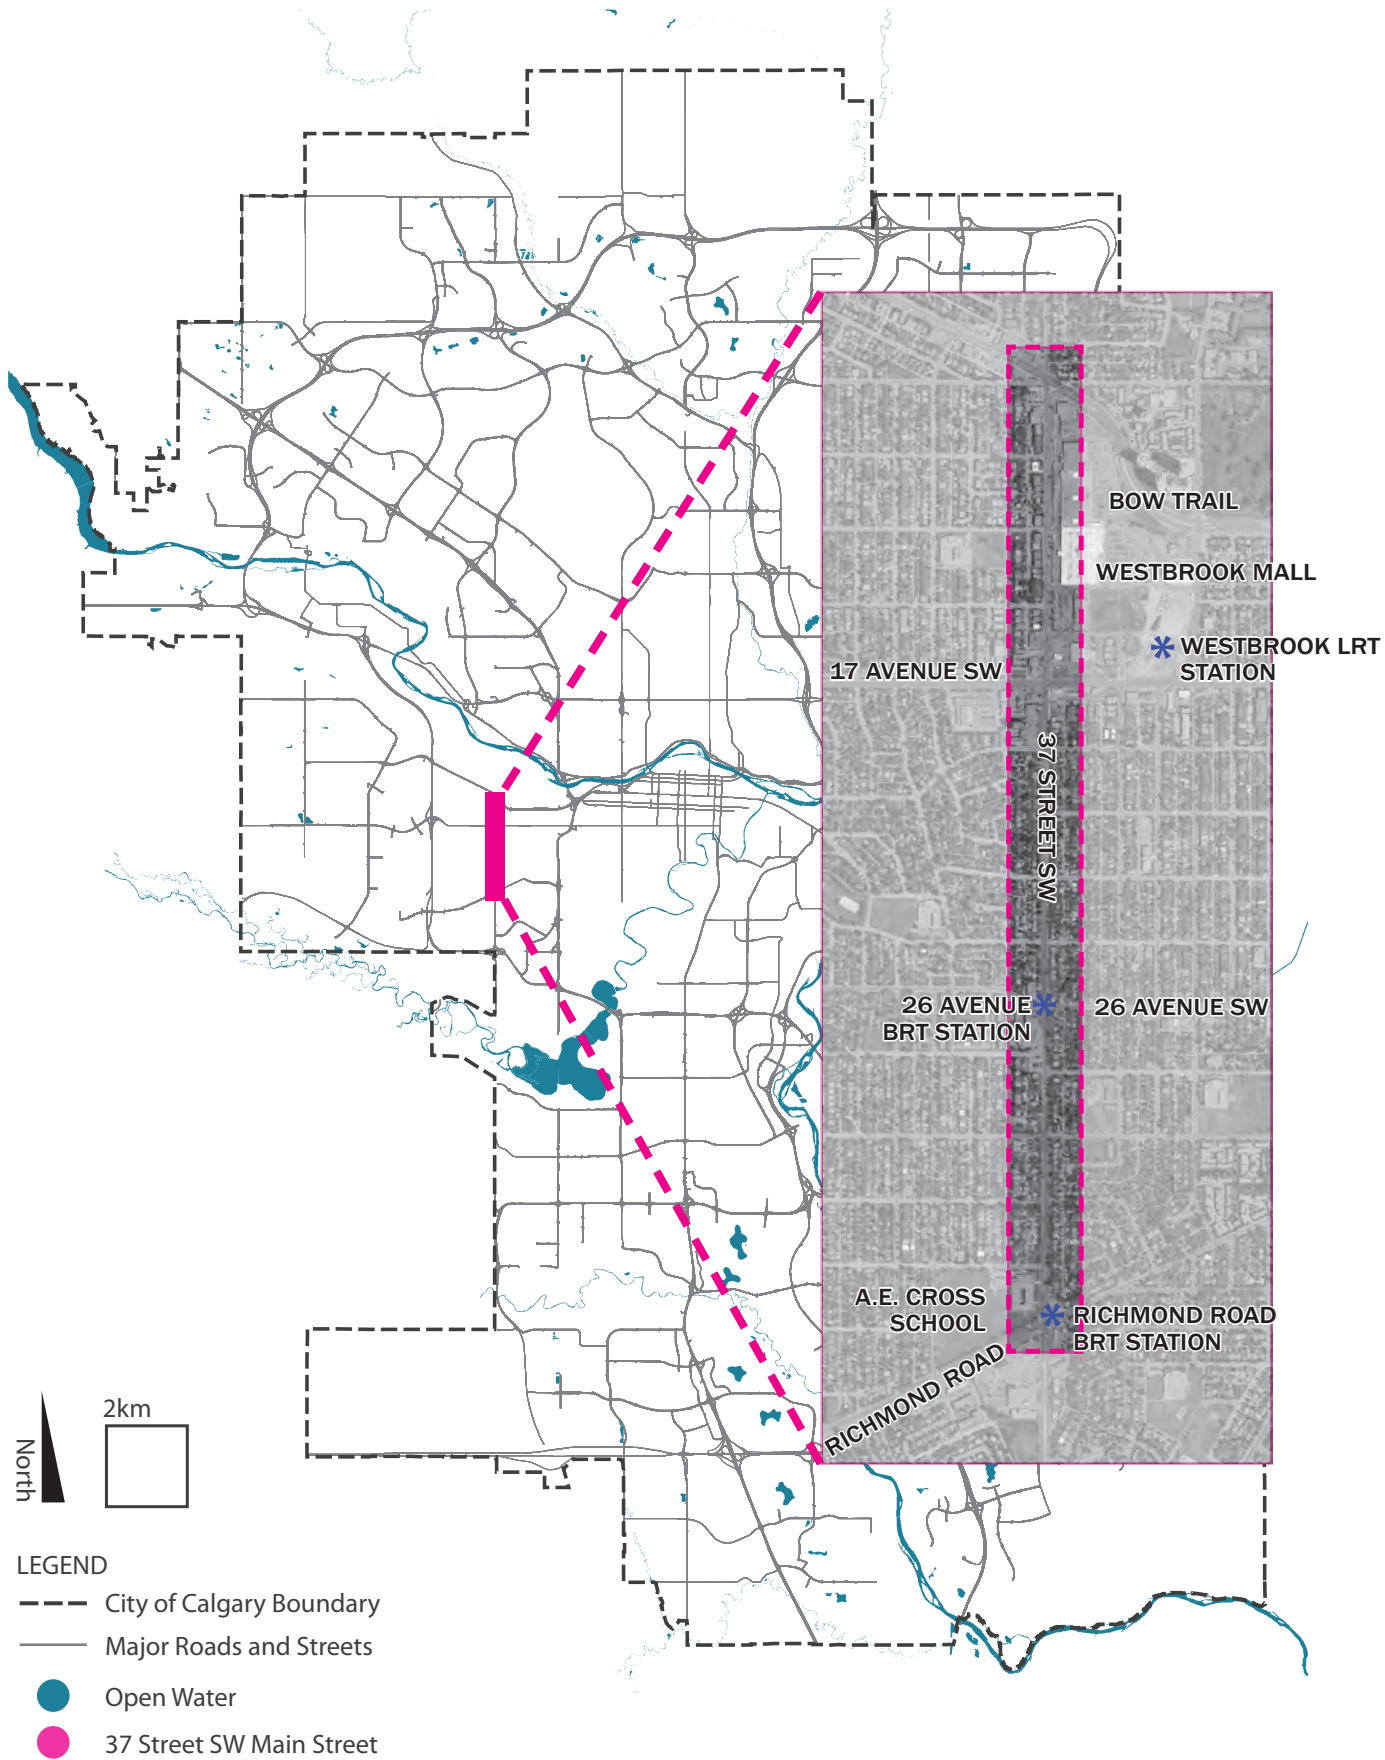 BOW TRAIL
WESTBROOK MALL
WESTBROOK LRT
STATION
17 AVENUE SW
37 STREET SW
26 AVENUE
BRT STATION
26 AVENUE SW
A.E. CROSS
SCHOOL
RICHMOND ROAD
BRT STATION
RICHMOND ROAD
North
2km
LEGEND
City of Calgary Boundary
Major Roads and Streets
Open Water
37 Street SW Main Street